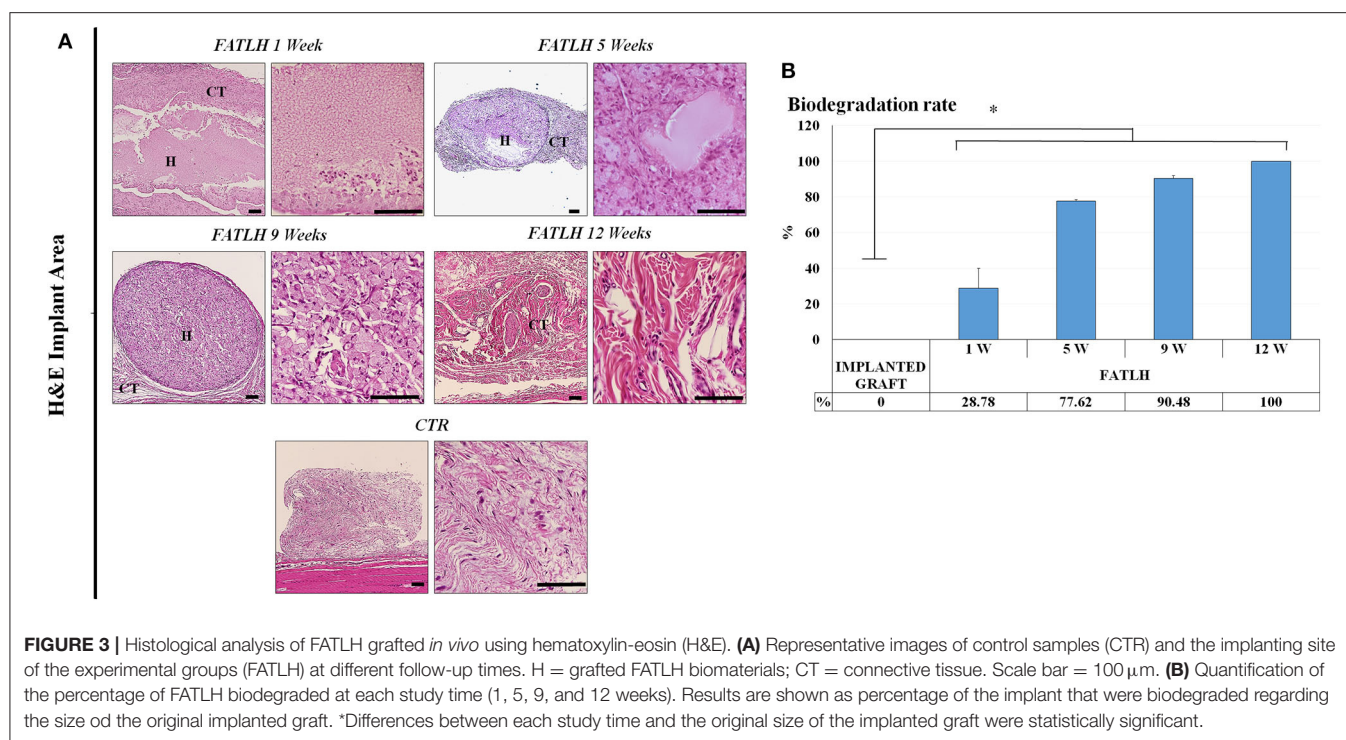 A
H&E Implant Area
FATLH 1 Week
CT
H
FATLH 5 Weeks
H
CT
FATLH 9 Weeks
H
CT
FATLH 12 Weeks
CT
CTR
B
Biodegradation rate
*
120
100
80
60
40
20
0
%
1 W 5 W 9 W 12 W
IMPLANTED
GRAFT
FATLH
% 0 28.78 77.62 90.48 100
FIGURE 3 | Histological analysis of FATLH grafted in vivo using hematoxylin-eosin (H&E). (A) Representative images of control samples (CTR) and the implanting site
of the experimental groups (FATLH) at different follow-up times. H = grafted FATLH biomaterials; CT = connective tissue. Scale bar = 100 μm. (B) Quantification of
the percentage of FATLH biodegraded at each study time (1, 5, 9, and 12 weeks). Results are shown as percentage of the implant that were biodegraded regarding
the size od the original implanted graft. *Differences between each study time and the original size of the implanted graft were statistically significant.